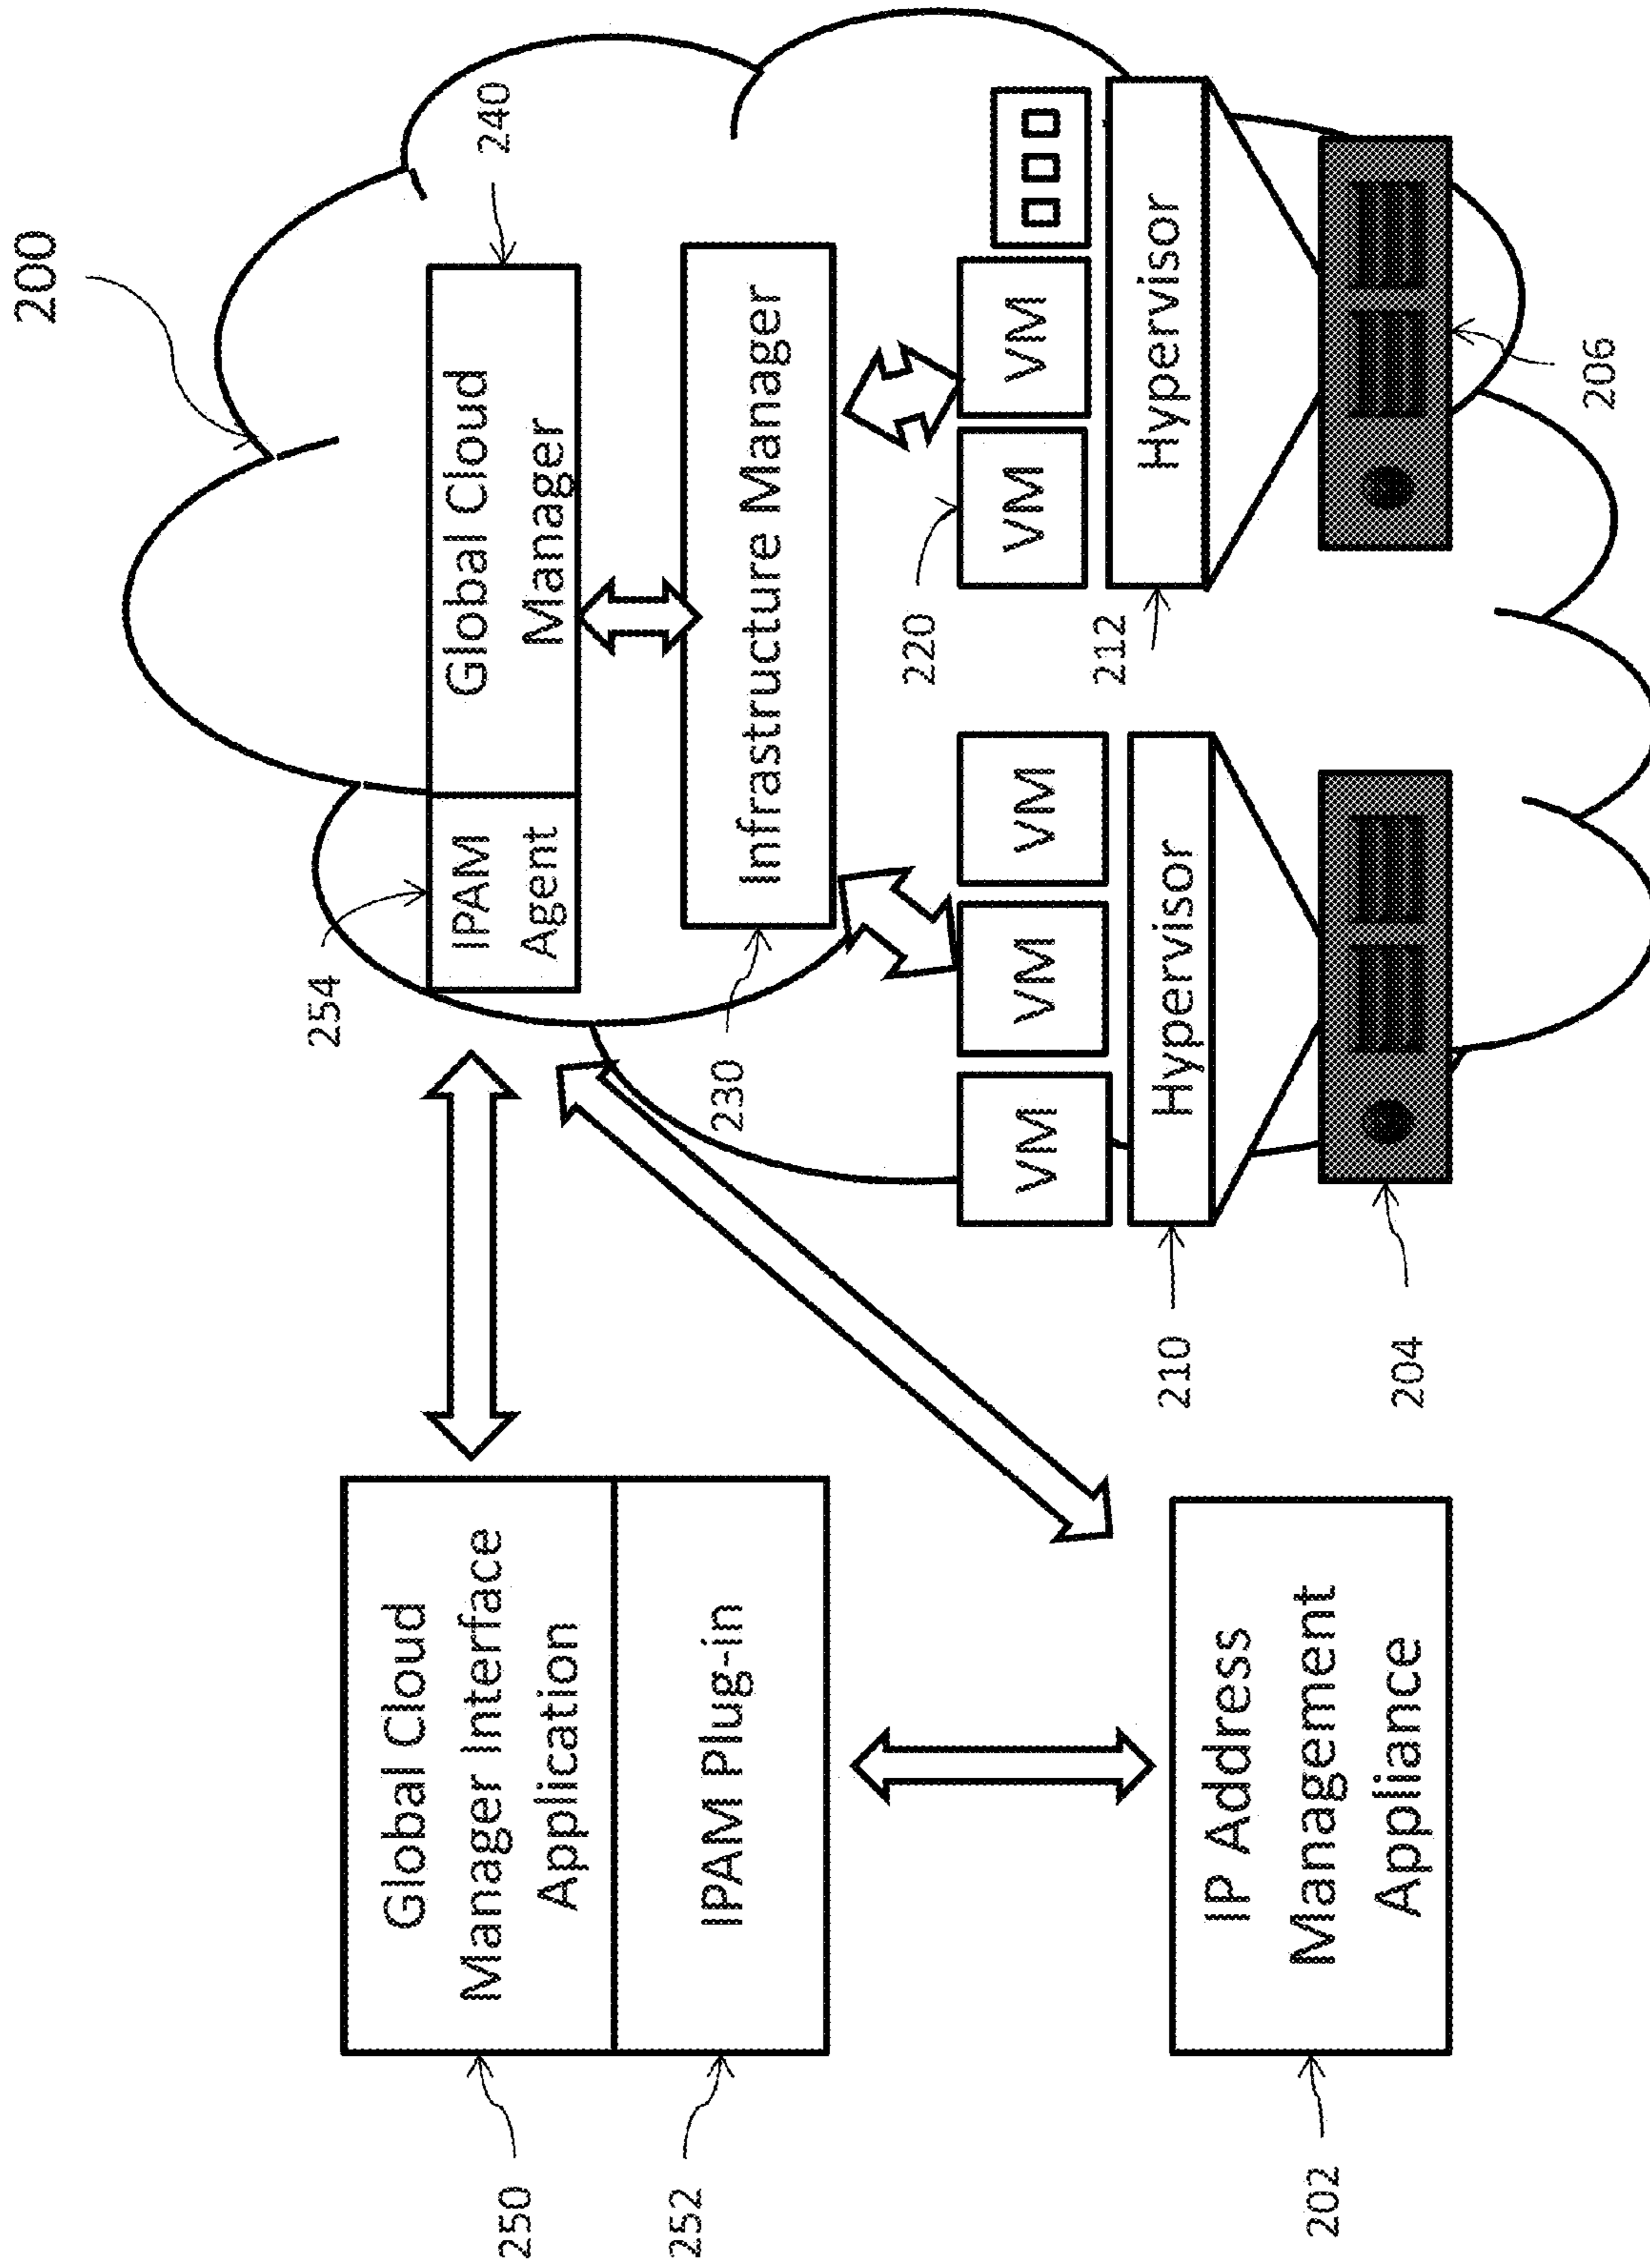 200
250
Global Cloud
Manager Interface
Application
252
IPAM Plug-in
254
IPAM
Agent
Global Cloud
Manager
240
230
Infrastructure Manager
VM
VM
VM
220
VM
VM
210
Hypervisor
212
Hypervisor
202
IP Address
Management
Appliance
204
206